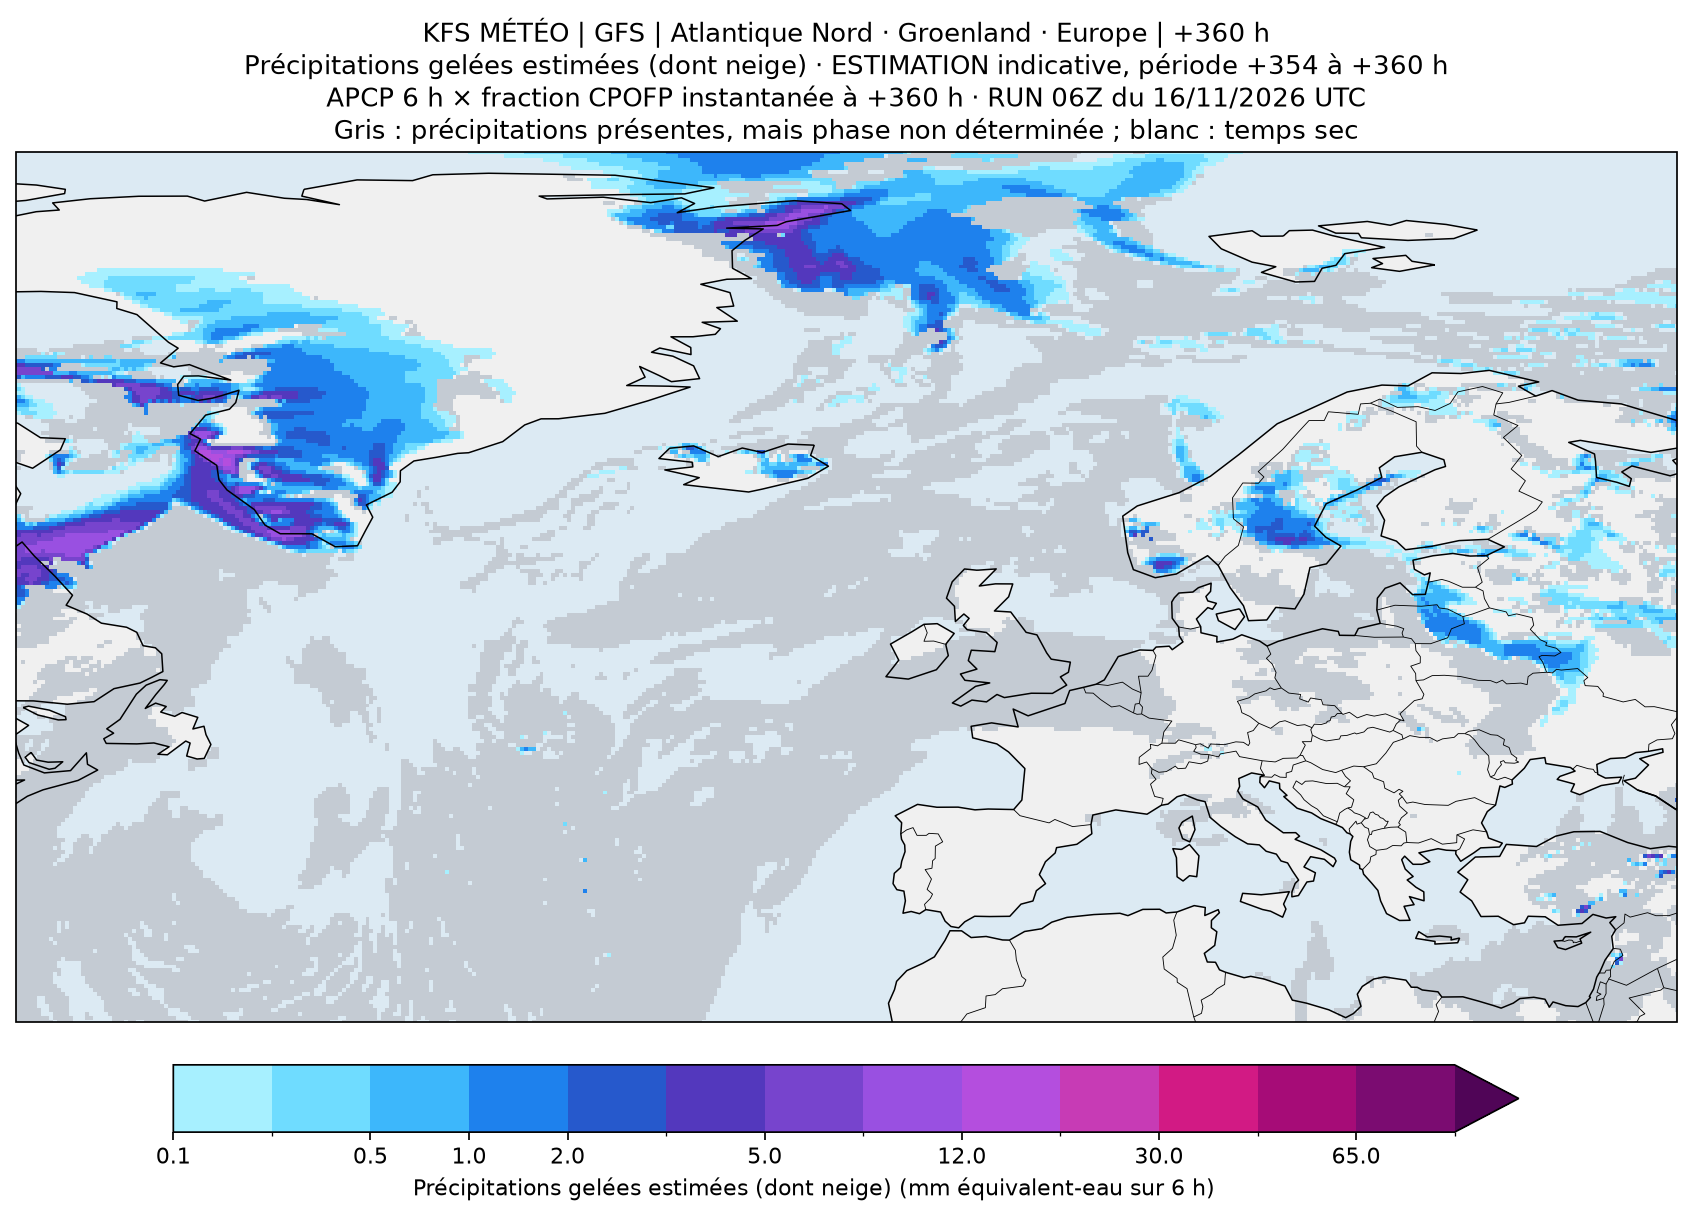 KFS MÉTÉO | GFS | Atlantique Nord · Groenland · Europe | +360 h
Précipitations gelées estimées (dont neige) · ESTIMATION indicative, période +354 à +360 h
APCP 6 h × fraction CPOFP instantanée à +360 h · RUN 06Z du 16/11/2026 UTC
Gris : précipitations présentes, mais phase non déterminée ; blanc : temps sec
0.1 0.5 1.0 2.0 5.0 12.0 30.0 65.0
Précipitations gelées estimées (dont neige) (mm équivalent-eau sur 6 h)